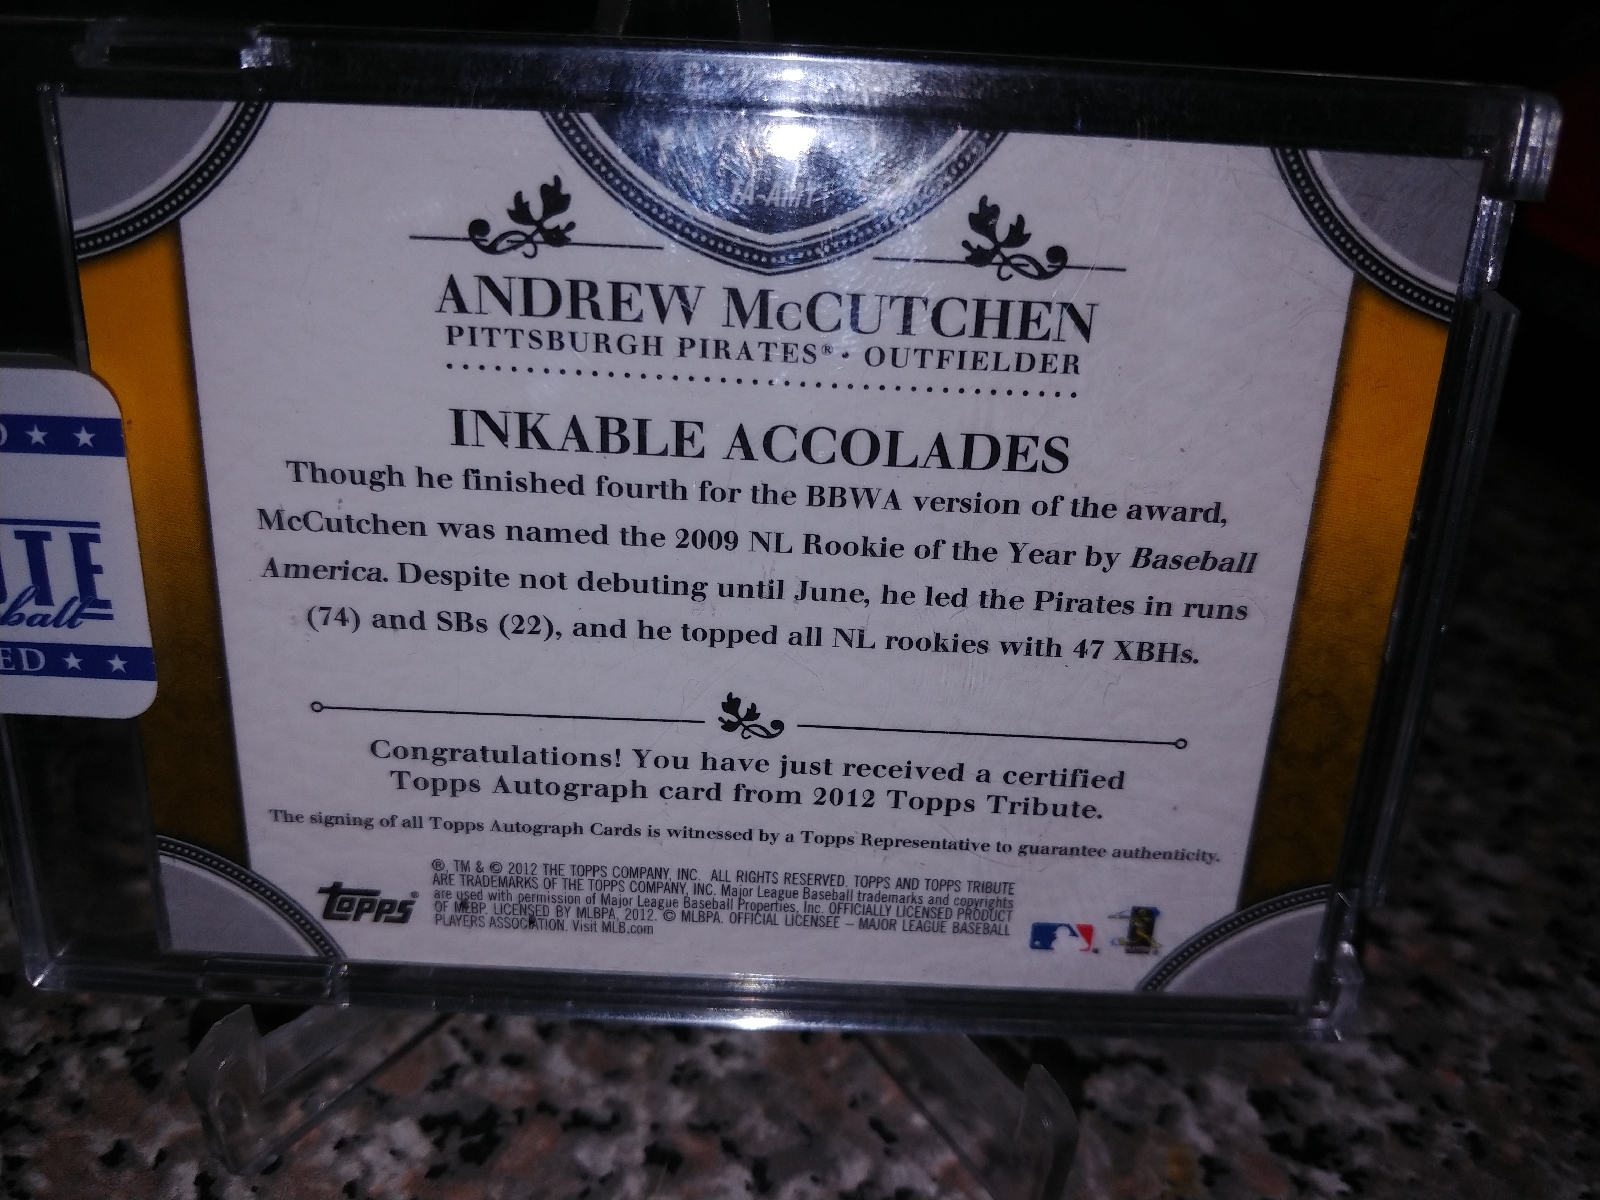 ANDREW McCUTCHEN
PITTSBURGH PIRATES® • OUTFIELDER
INKABLE ACCOLADES
Though he finished fourth for the BBWA version of the award,
McCutchen was named the 2009 NL Rookie of the Year by Baseball
America. Despite not debuting until June, he led the Pirates in runs
(74) and SBs (22), and he topped all NL rookies with 47 XBHs.
Congratulations! You have just received a certified
Topps Autograph card from 2012 Topps Tribute.
The signing of all Topps Autograph Cards is witnessed by a Topps Representative to guarantee authenticity.
topps®
®, TM & © 2012 THE TOPPS COMPANY, INC. ALL RIGHTS RESERVED. TOPPS AND TOPPS TRIBUTE
ARE TRADEMARKS OF THE TOPPS COMPANY, INC. Major League Baseball trademarks and copyrights
are used with permission of Major League Baseball Properties, Inc. OFFICIALLY LICENSED PRODUCT
OF MLBP. LICENSED BY MLBPA, 2012. © MLBPA. OFFICIAL LICENSEE – MAJOR LEAGUE BASEBALL
PLAYERS ASSOCIATION. Visit MLB.com